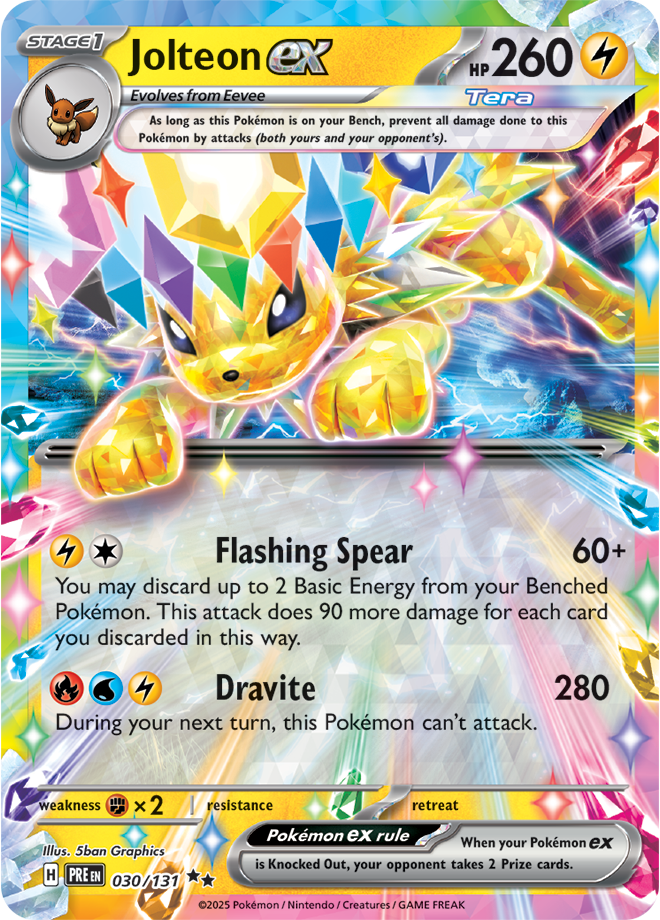 STAGE1
Jolteon ex
HP260
Evolves from Eevee
Tera
As long as this Pokémon is on your Bench, prevent all damage done to this
Pokémon by attacks (both yours and your opponent's).
Flashing Spear 60+
You may discard up to 2 Basic Energy from your Benched
Pokémon. This attack does 90 more damage for each card
you discarded in this way.
Dravite 280
During your next turn, this Pokémon can't attack.
weakness ×2 resistance retreat
Illus. 5ban Graphics
Pokémon ex rule
When your Pokémon ex
is Knocked Out, your opponent takes 2 Prize cards.
H PRE EN 030/131
©2025 Pokémon / Nintendo / Creatures / GAME FREAK